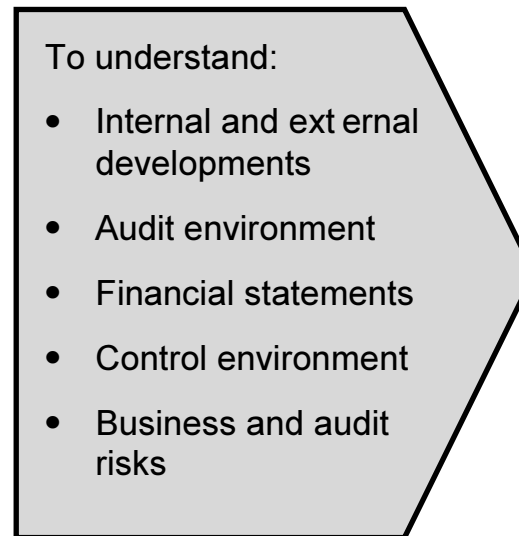 To understand:
• Internal and ext ernal
developments
• Audit environment
• Financial statements
• Control environment
• Business and audit
risks